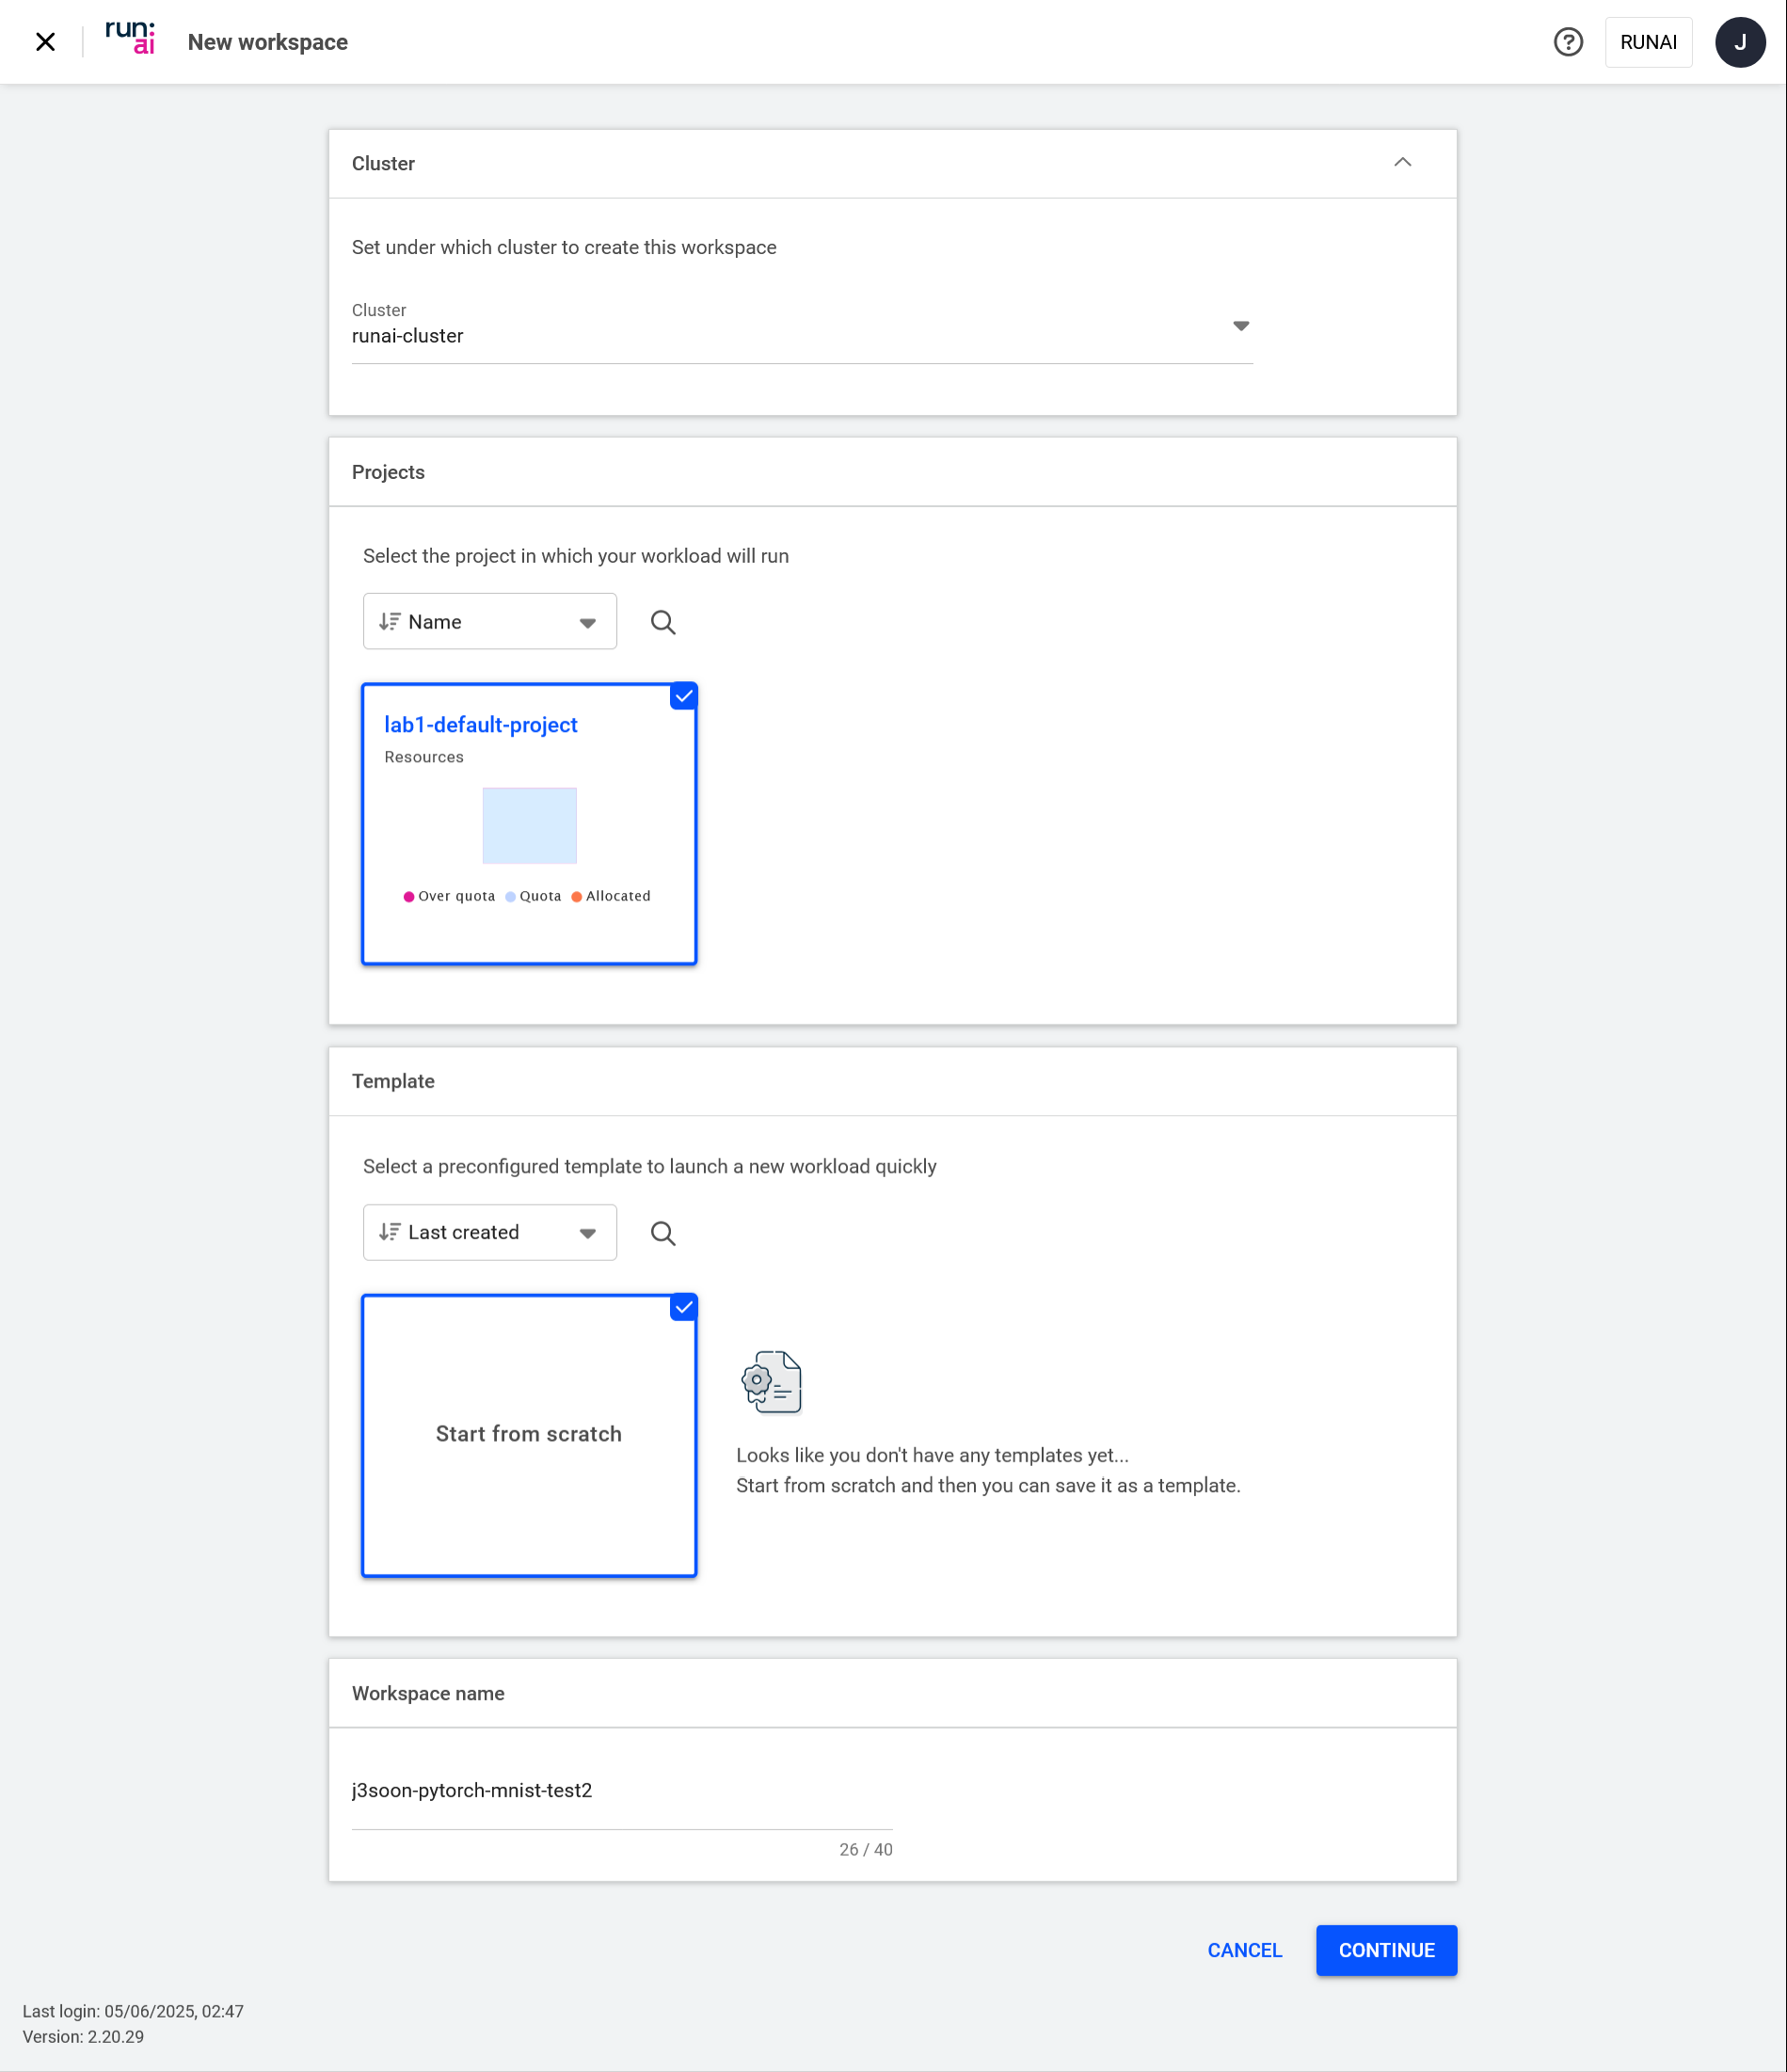 run:
ai
New workspace
RUNAI
J
Cluster
Set under which cluster to create this workspace
Cluster
runai-cluster
Projects
Select the project in which your workload will run
Name
lab1-default-project
Resources
Over quota Quota Allocated
Template
Select a preconfigured template to launch a new workload quickly
Last created
Start from scratch
Looks like you don't have any templates yet...
Start from scratch and then you can save it as a template.
Workspace name
j3soon-pytorch-mnist-test2
26 / 40
CANCEL
CONTINUE
Last login: 05/06/2025, 02:47
Version: 2.20.29